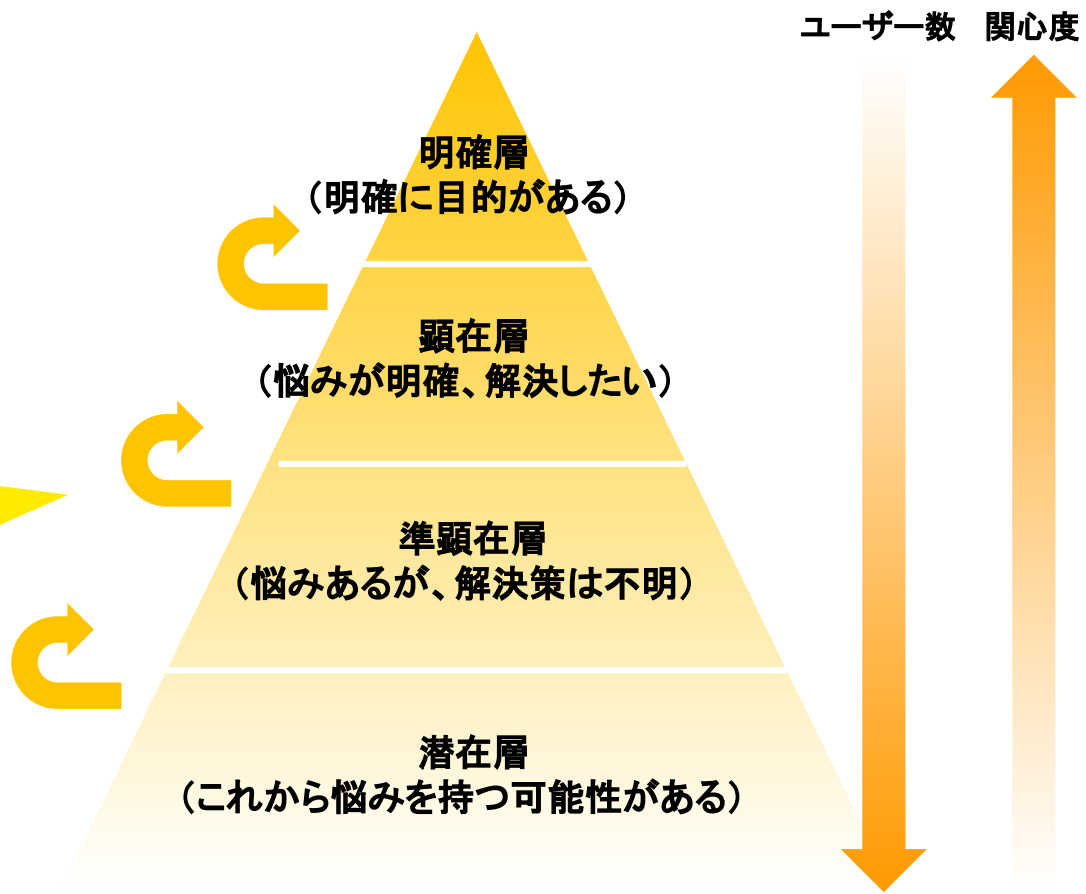 ユーザー数 関心度
明確層
（明確に目的がある）
顕在層
（悩みが明確、解決したい）
準顕在層
（悩みあるが、解決策は不明）
潜在層
（これから悩みを持つ可能性がある）